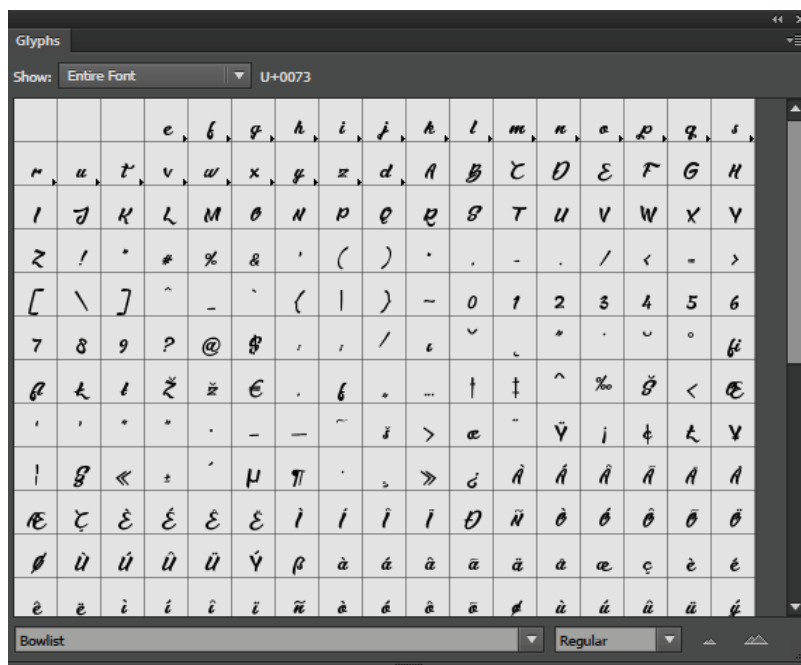 Glyphs
Show: Entire Font U+0073
e f g h i j k l m n o p q s
r u t v w x y z d A B C D E F G H
I J K L M O N P Q R S T U V W X Y
Z ! " # % & ' ( ) * , - . / < = >
[ \ ] ^ _ ` { | } ~ 0 1 2 3 4 5 6
7 8 9 ? @ $ : ; / ı ˇ ˛ ˝ ˙ ˘ ° fi
fl Ł ł Ž ž € ‚ ƒ „ … † ‡ ˆ ‰ Š ‹ Œ
‘ ’ “ ” • – — ˜ š › œ ¨ Ÿ ¡ ¢ £ ¥
¦ § « ± ´ µ ¶ · ¸ » ¿ À Á Â Ã Ä Å
Æ Ç È É Ê Ë Ì Í Î Ï Ð Ñ Ò Ó Ô Õ Ö
Ø Ù Ú Û Ü Ý ß à á â ã ä å æ ç è é
ê ë ì í î ï ñ ò ó ô õ ø ù ú û ü ý
Bowlist Regular